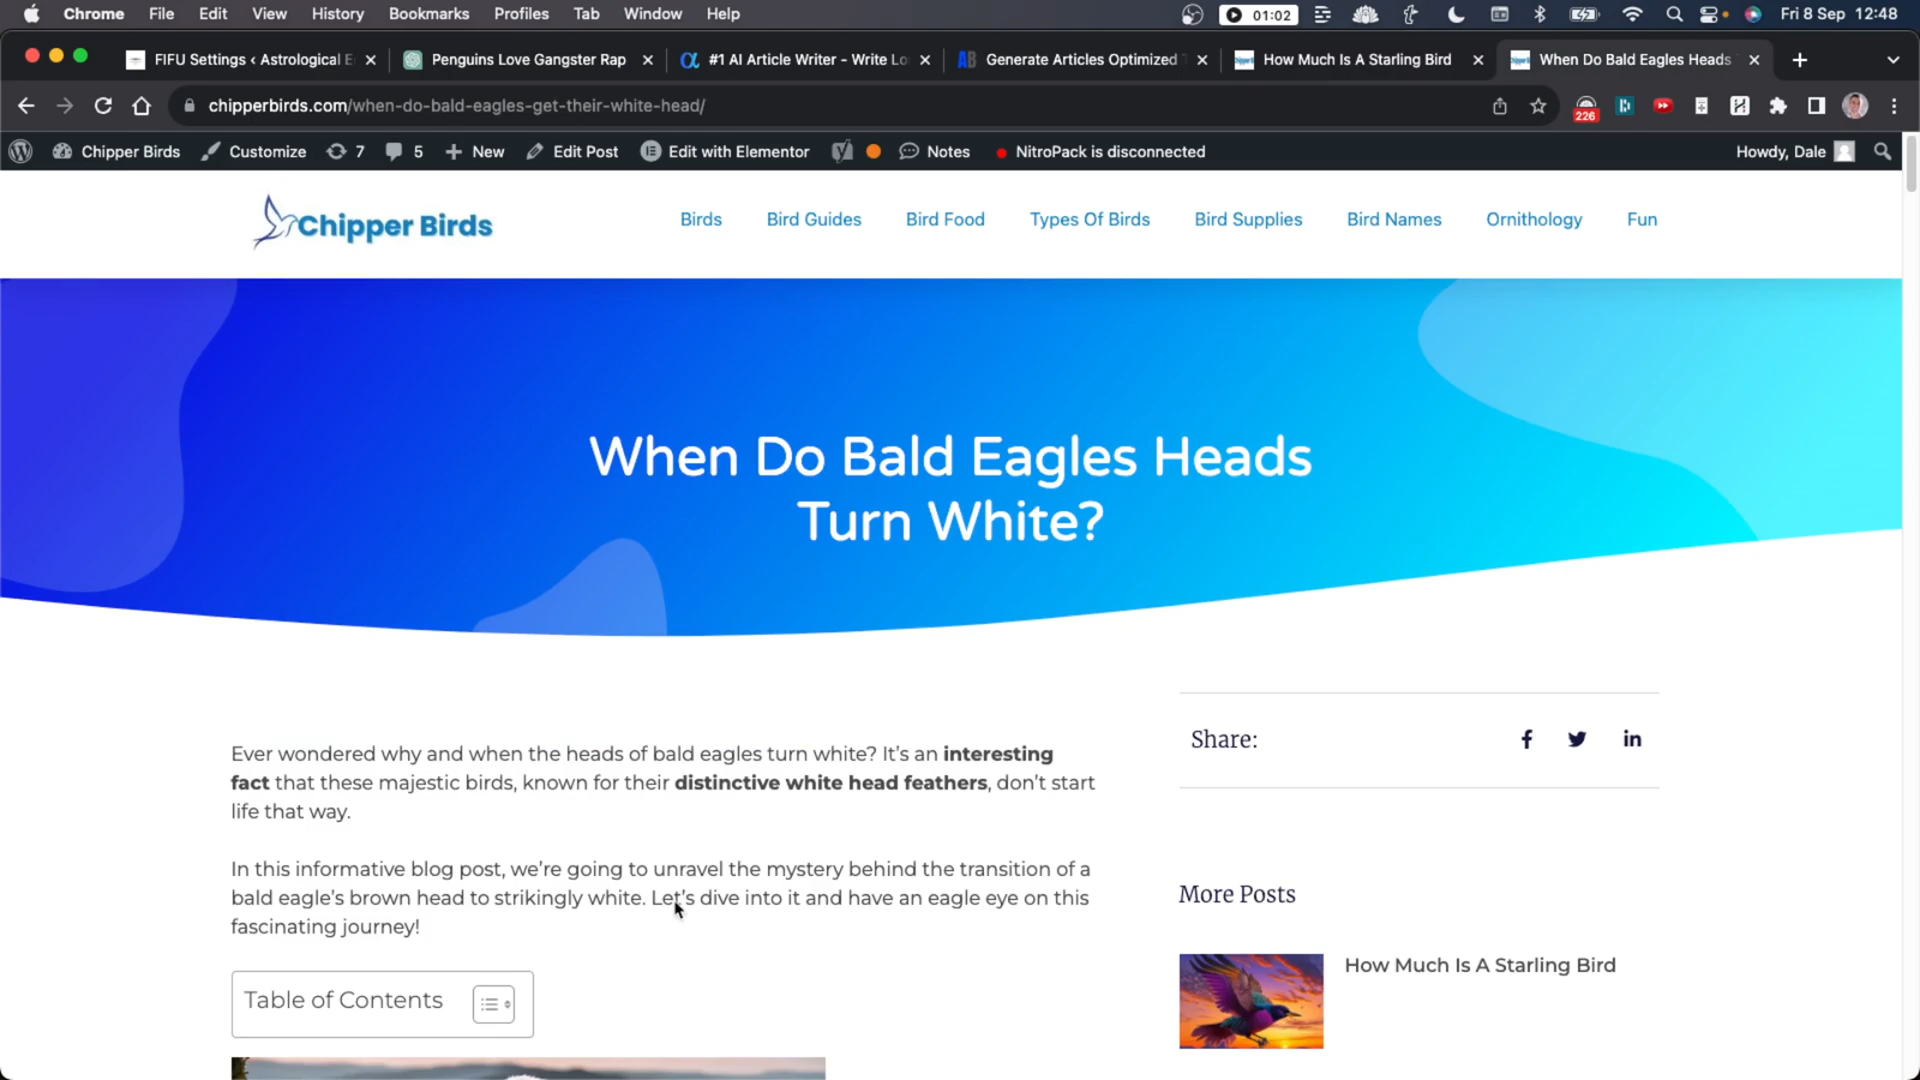 Chrome File Edit View History Bookmarks Profiles Tab Window Help 01:02 Fri 8 Sep 12:48
FIFU Settings ‹ Astrological E Penguins Love Gangster Rap #1 AI Article Writer - Write Lo Generate Articles Optimized T How Much Is A Starling Bird When Do Bald Eagles Heads
chipperbirds.com/when-do-bald-eagles-get-their-white-head/ 226
Chipper Birds Customize 7 5 New Edit Post Edit with Elementor Notes NitroPack is disconnected Howdy, Dale
Chipper Birds Birds Bird Guides Bird Food Types Of Birds Bird Supplies Bird Names Ornithology Fun
When Do Bald Eagles Heads
Turn White?
Share:
Ever wondered why and when the heads of bald eagles turn white? It's an interesting
fact that these majestic birds, known for their distinctive white head feathers, don't start
life that way.
In this informative blog post, we're going to unravel the mystery behind the transition of a
bald eagle's brown head to strikingly white. Let's dive into it and have an eagle eye on this
fascinating journey!
Table of Contents
More Posts
How Much Is A Starling Bird